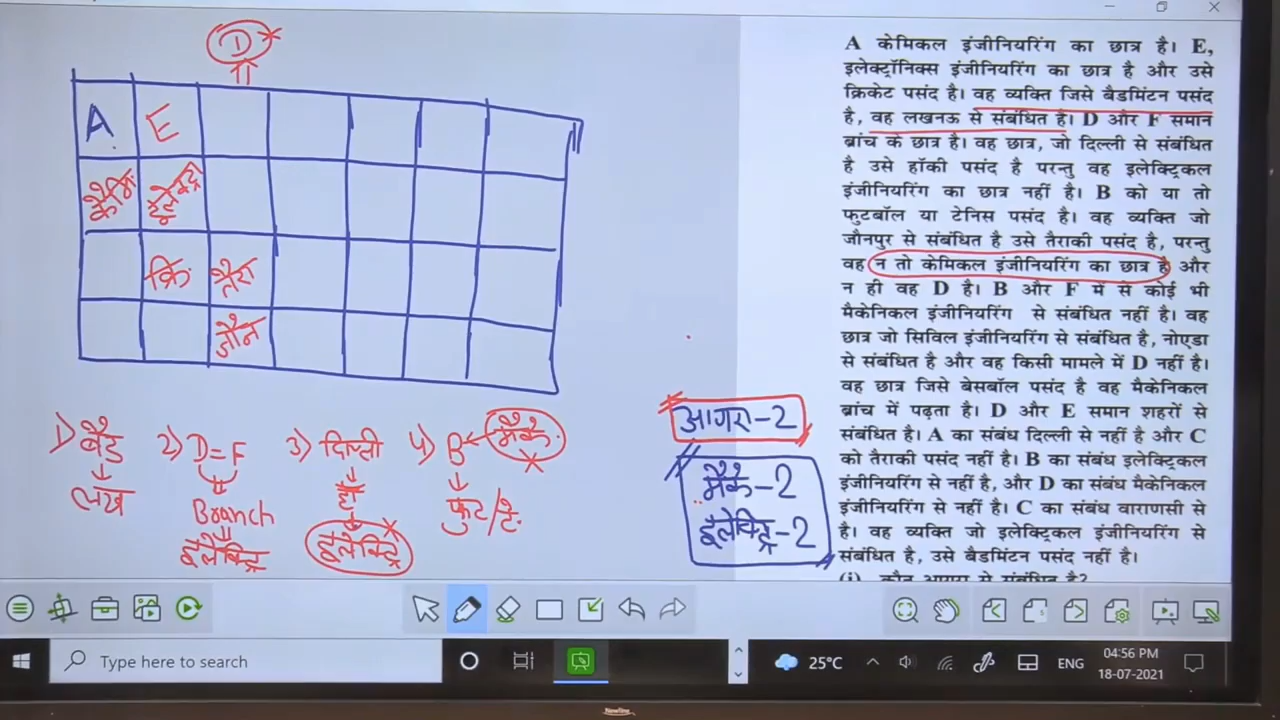 D
A E
कैमि इलेक्ट्रो
क्रि तैरा
जौन
1) बैड
↓
लख
2) D=F
Branch
इलेक्ट्रि
3) दिल्ली
हॉ
इलेक्ट्रि
4) B ← मैके
फुट/टे
आगरा-2
मैके-2
इलेक्ट्रि-2
A केमिकल इंजीनियरिंग का छात्र है। E,
इलेक्ट्रॉनिक्स इंजीनियरिंग का छात्र है और उसे
क्रिकेट पसंद है। वह व्यक्ति जिसे बैडमिंटन पसंद
है, वह लखनऊ से संबंधित है। D और F समान
ब्रांच के छात्र है। वह छात्र, जो दिल्ली से संबंधित
है उसे हॉकी पसंद है परन्तु वह इलेक्ट्रिकल
इंजीनियरिंग का छात्र नहीं है। B को या तो
फुटबॉल या टेनिस पसंद है। वह व्यक्ति जो
जौनपुर से संबंधित है उसे तैराकी पसंद है, परन्तु
वह न तो केमिकल इंजीनियरिंग का छात्र है और
न ही वह D है। B और F में से कोई भी
मैकेनिकल इंजीनियरिंग से संबंधित नहीं है। वह
छात्र जो सिविल इंजीनियरिंग से संबंधित है, नोएडा
से संबंधित है और वह किसी मामले में D नहीं है।
वह छात्र जिसे बेसबॉल पसंद है वह मैकेनिकल
ब्रांच में पढ़ता है। D और E समान शहरों से
संबंधित है। A का संबंध दिल्ली से नहीं है और C
को तैराकी पसंद नहीं है। B का संबंध इलेक्ट्रिकल
इंजीनियरिंग से नहीं है, और D का संबंध मैकेनिकल
इंजीनियरिंग से नहीं है। C का संबंध वाराणसी से
है। वह व्यक्ति जो इलेक्ट्रिकल इंजीनियरिंग से
संबंधित है, उसे बैडमिंटन पसंद नहीं है।
(i) कौन आगरा से संबंधित है?
Type here to search
25°C
ENG
04:56 PM
18-07-2021